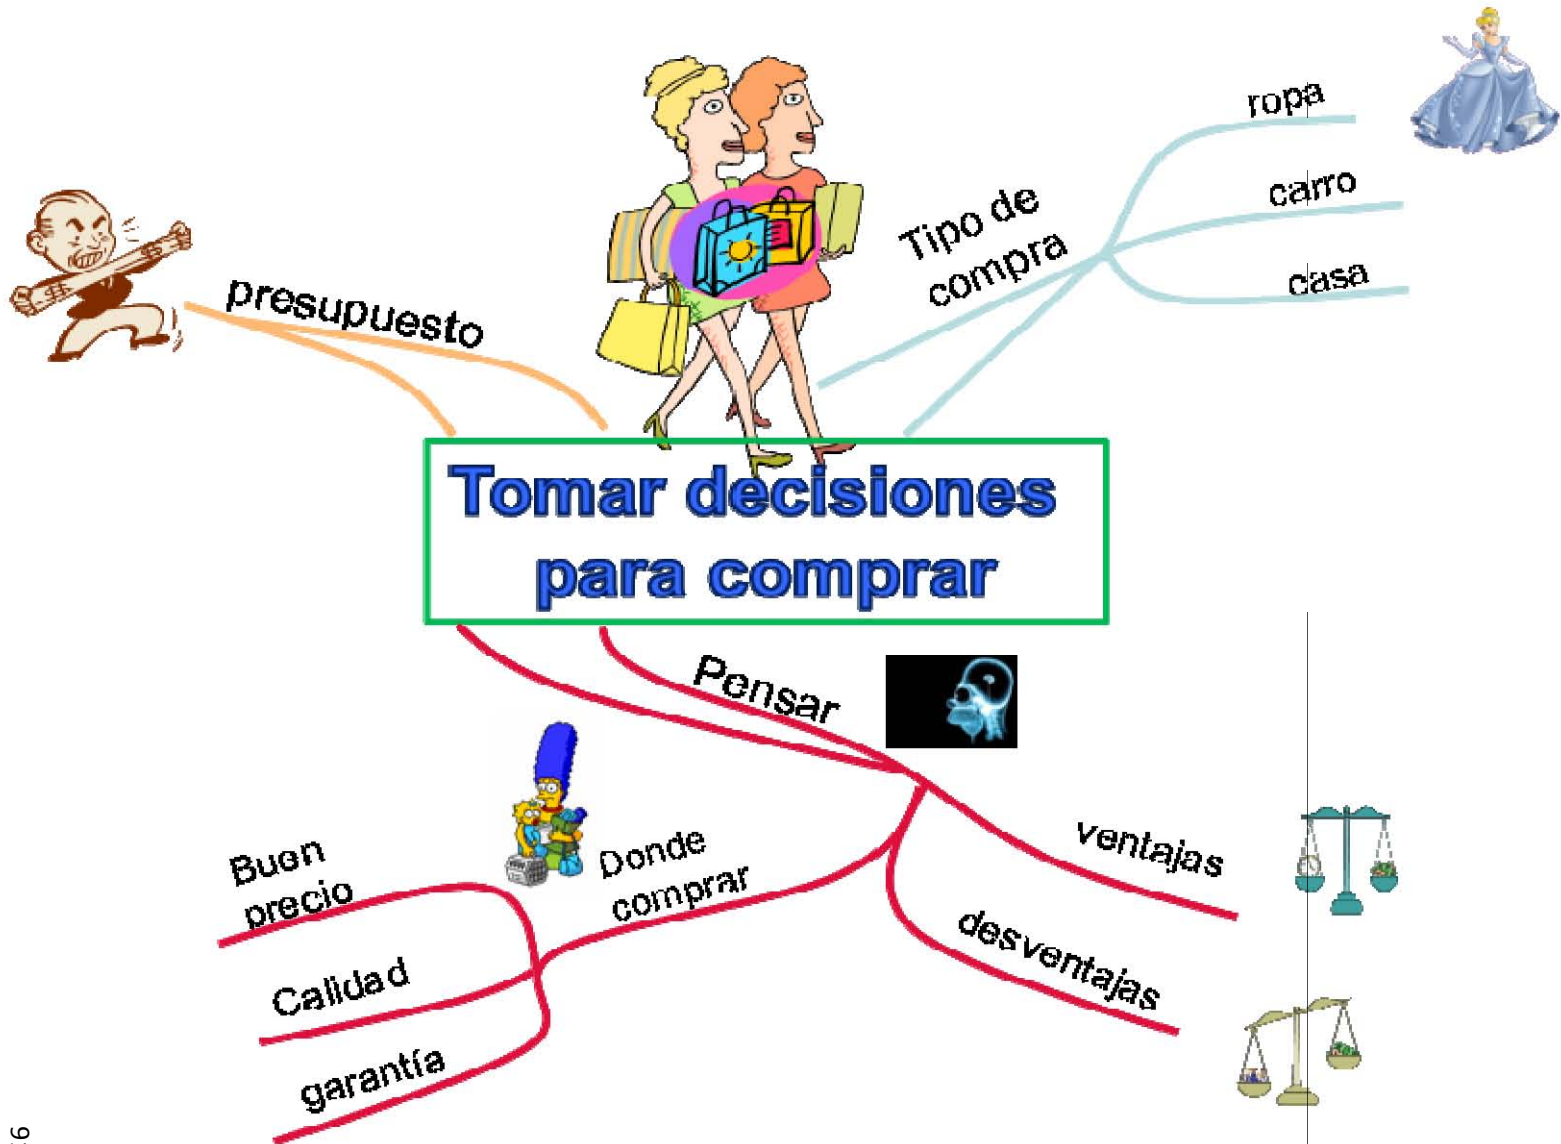 ropa
carro
casa
Tipo de
compra
presupuesto
Tomar decisiones
para comprar
Pensar
ventajas
desventajas
Donde
comprar
Buen
precio
Calidad
garantía